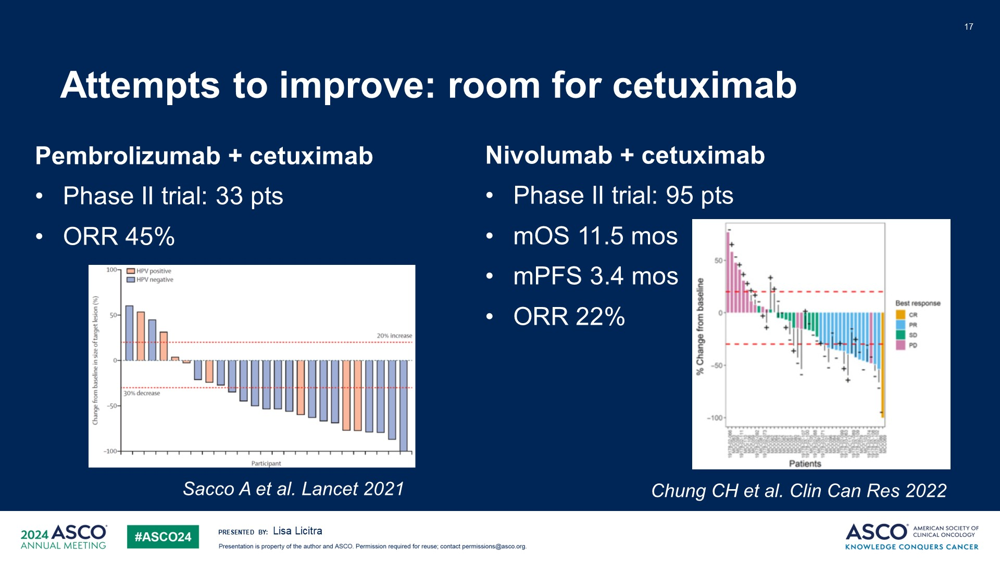 17
Attempts to improve: room for cetuximab
Pembrolizumab + cetuximab
• Phase II trial: 33 pts
• ORR 45%
100
HPV positive
HPV negative
50
20% increase
0
30% decrease
−50
−100
Change from baseline in size of target lesion (%)
Participant
Sacco A et al. Lancet 2021
Nivolumab + cetuximab
• Phase II trial: 95 pts
• mOS 11.5 mos
• mPFS 3.4 mos
• ORR 22%
50
0
−50
−100
% Change from baseline
Best response
CR
PR
SD
PD
Patients
Chung CH et al. Clin Can Res 2022
2024 ASCO
ANNUAL MEETING
#ASCO24
PRESENTED BY: Lisa Licitra
Presentation is property of the author and ASCO. Permission required for reuse; contact permissions@asco.org.
ASCO AMERICAN SOCIETY OF
CLINICAL ONCOLOGY
KNOWLEDGE CONQUERS CANCER